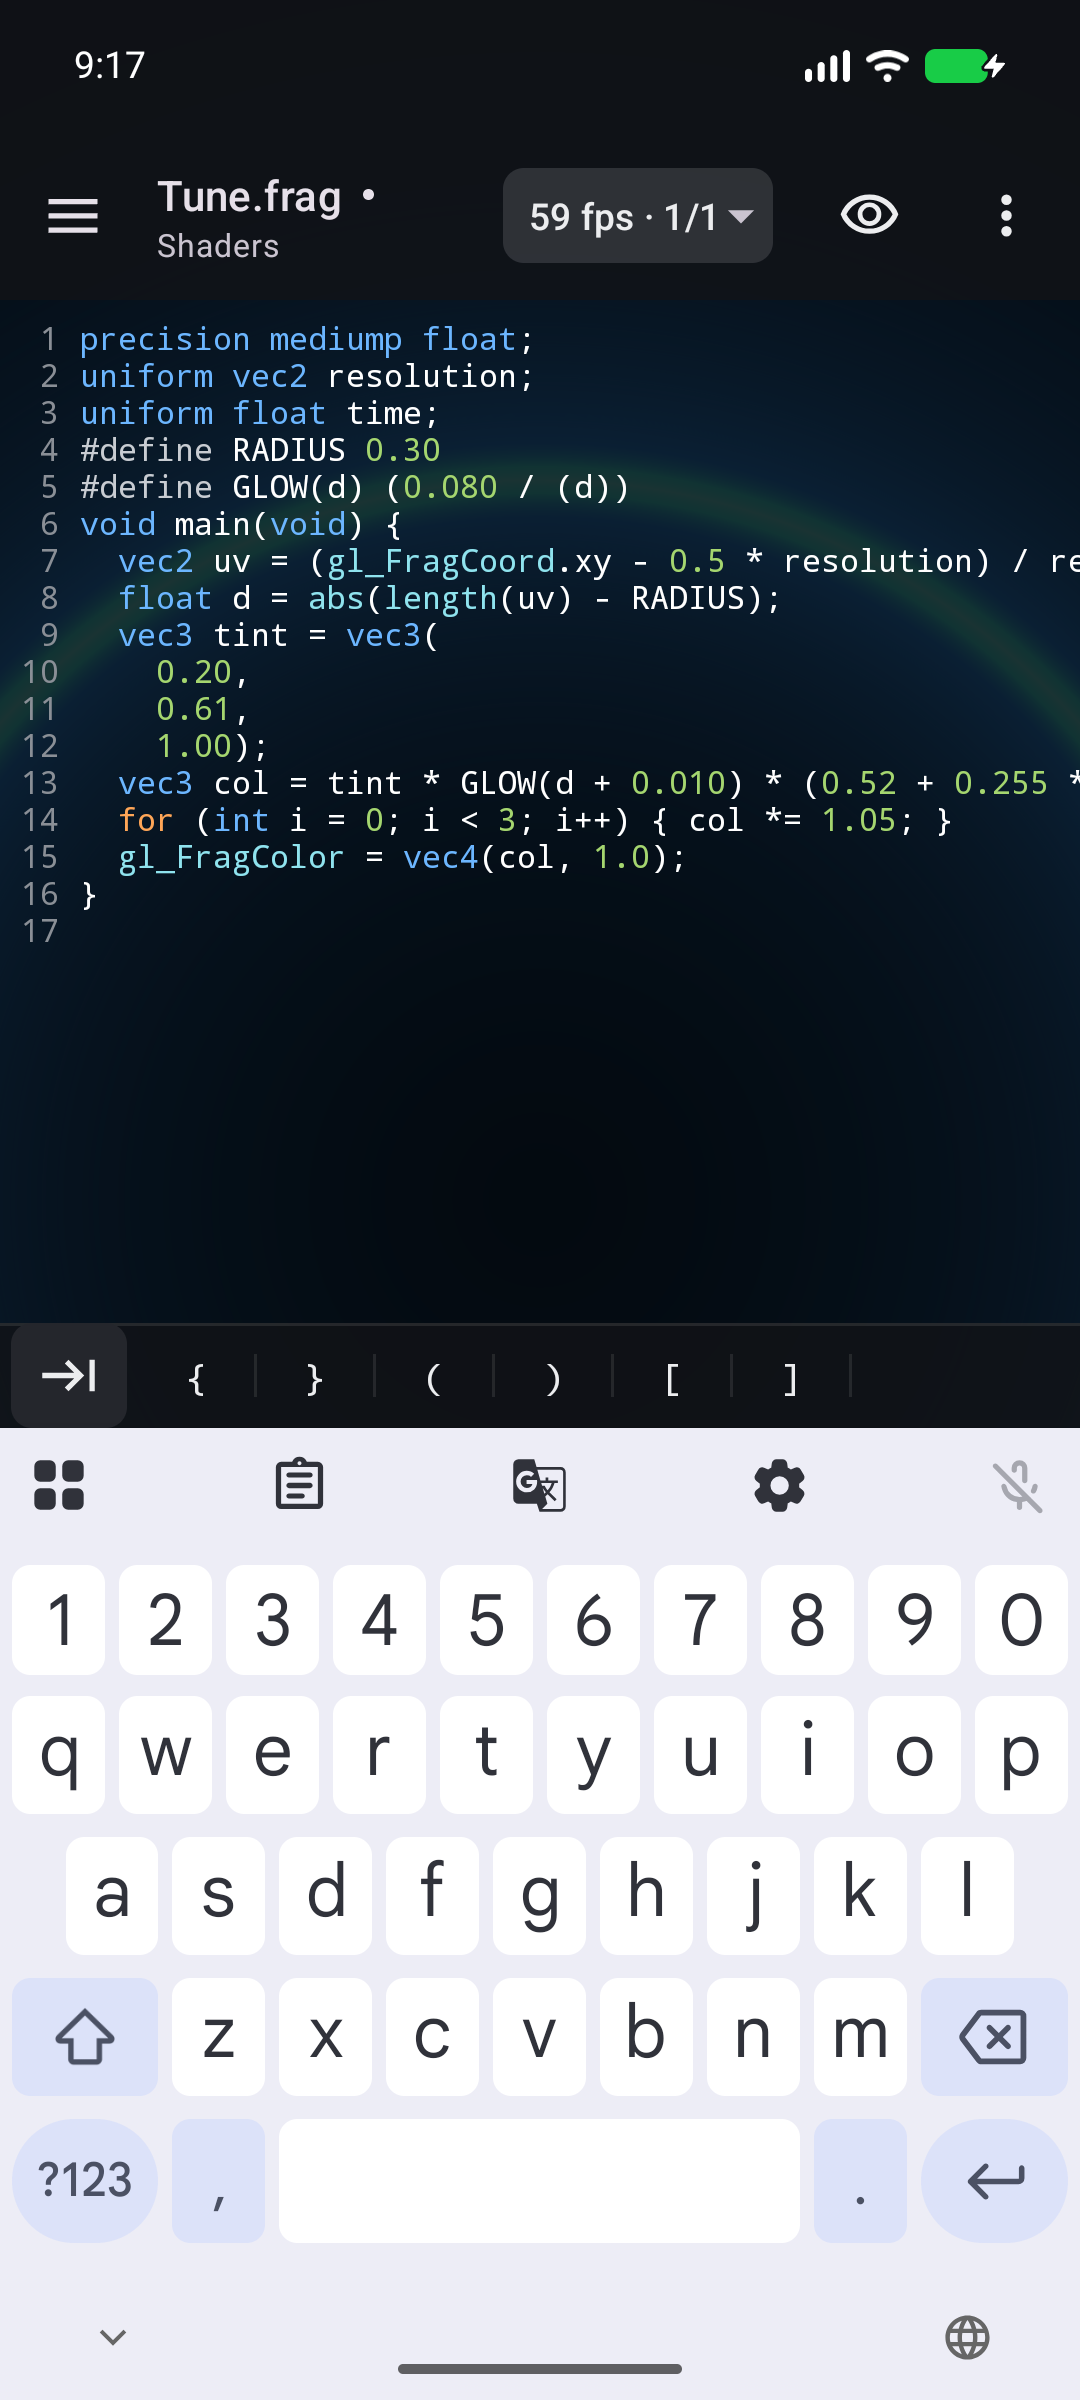 9:17
Tune.frag •
Shaders
59 fps · 1/1
1 precision mediump float;
2 uniform vec2 resolution;
3 uniform float time;
4 #define RADIUS 0.30
5 #define GLOW(d) (0.080 / (d))
6 void main(void) {
7   vec2 uv = (gl_FragCoord.xy - 0.5 * resolution) / re
8   float d = abs(length(uv) - RADIUS);
9   vec3 tint = vec3(
10     0.20,
11     0.61,
12     1.00);
13   vec3 col = tint * GLOW(d + 0.010) * (0.52 + 0.255 *
14   for (int i = 0; i < 3; i++) { col *= 1.05; }
15   gl_FragColor = vec4(col, 1.0);
16 }
17
{ } ( ) [ ]
1 2 3 4 5 6 7 8 9 0
q w e r t y u i o p
a s d f g h j k l
z x c v b n m
?123 , .